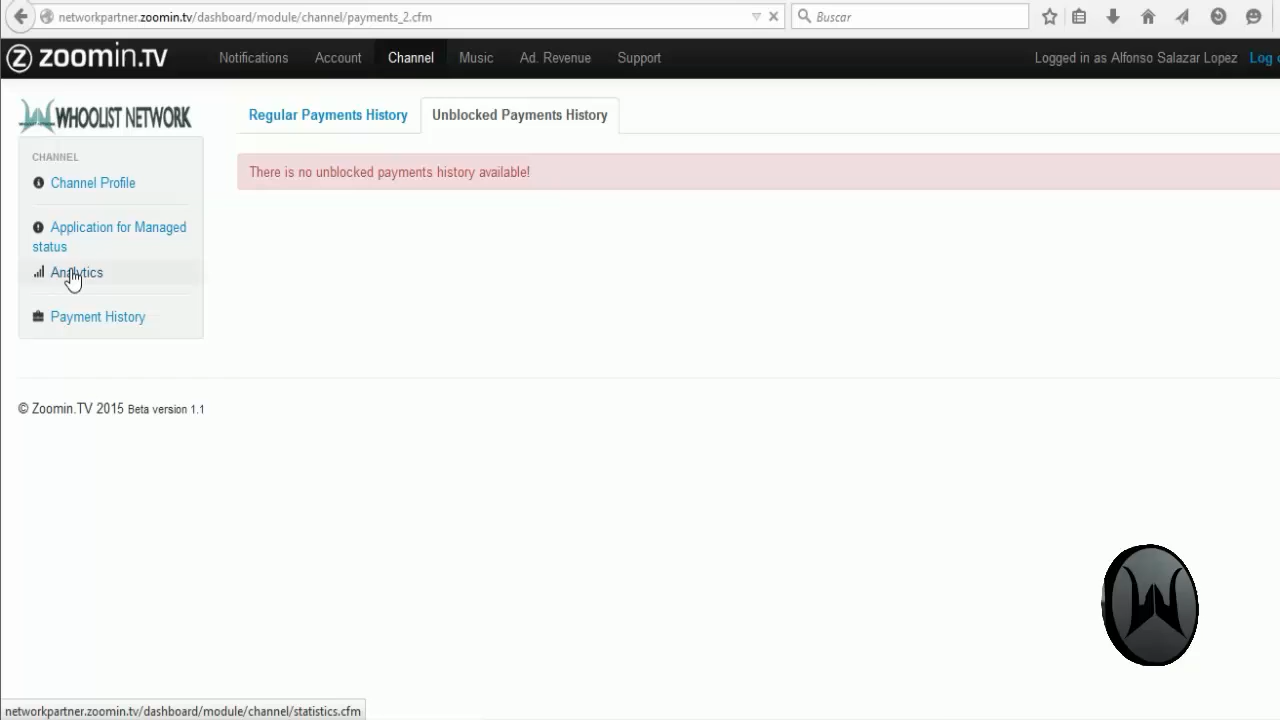 networkpartner.zoomin.tv/dashboard/module/channel/payments_2.cfm
Buscar
zoomin.TV
Notifications
Account
Channel
Music
Ad. Revenue
Support
Logged in as Alfonso Salazar Lopez
Log
WHOOLIST NETWORK
Regular Payments History
Unblocked Payments History
CHANNEL
Channel Profile
There is no unblocked payments history available!
Application for Managed
status
Analytics
Payment History
© Zoomin.TV 2015 Beta version 1.1
networkpartner.zoomin.tv/dashboard/module/channel/statistics.cfm